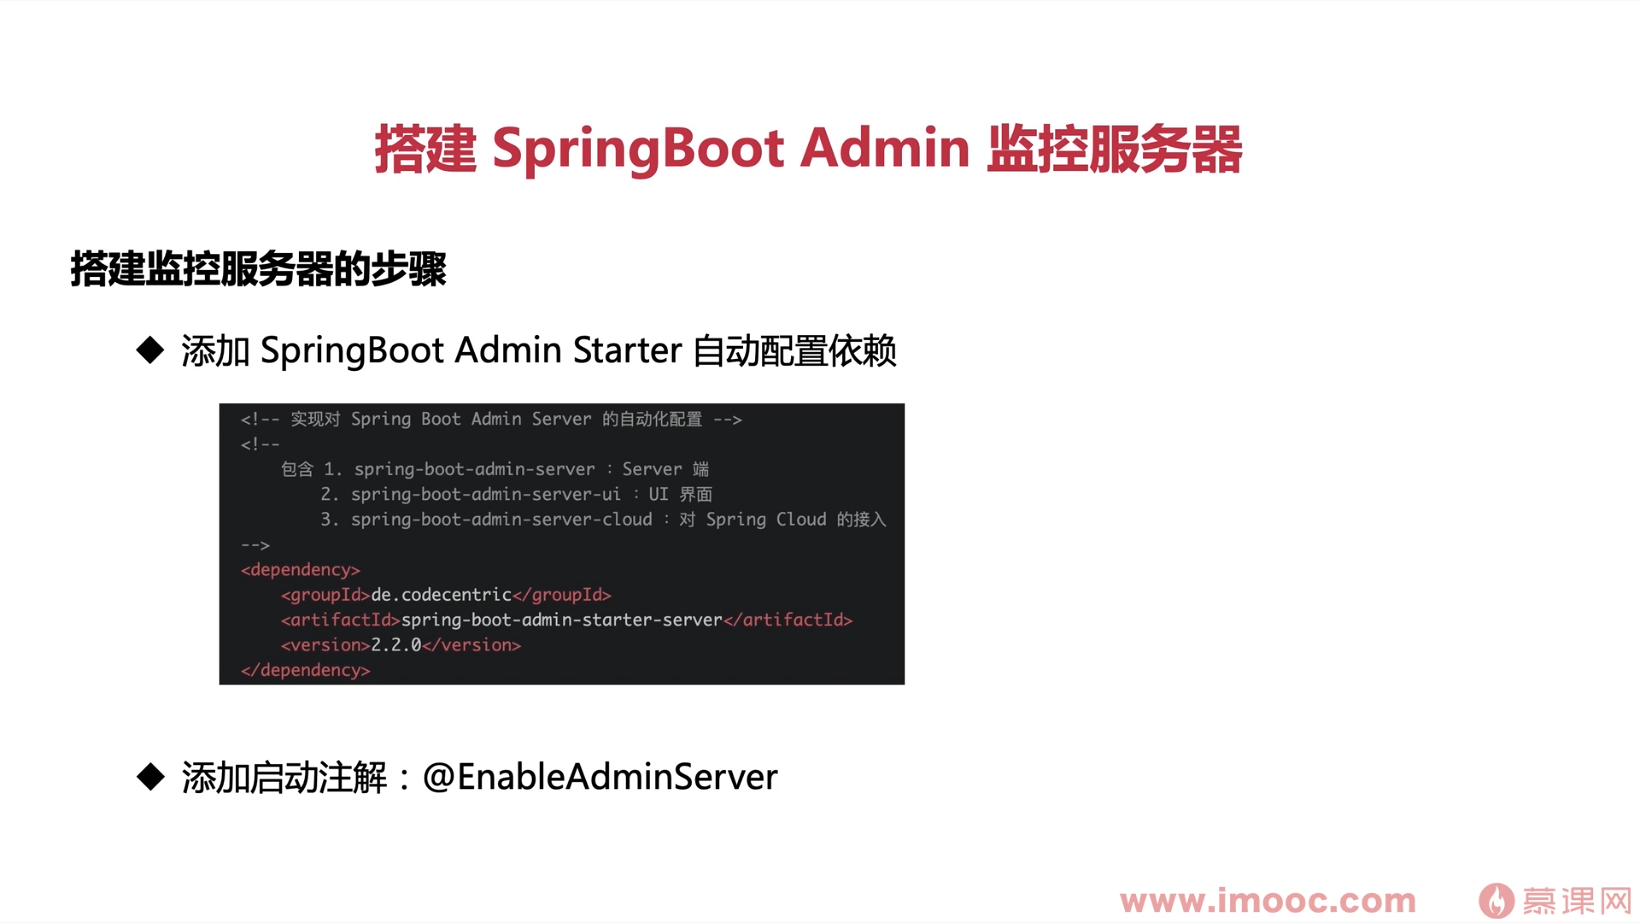 搭建 SpringBoot Admin 监控服务器
搭建监控服务器的步骤
◆ 添加 SpringBoot Admin Starter 自动配置依赖
<!-- 实现对 Spring Boot Admin Server 的自动化配置 -->
<!--
包含 1. spring-boot-admin-server : Server 端
2. spring-boot-admin-server-ui : UI 界面
3. spring-boot-admin-server-cloud : 对 Spring Cloud 的接入
-->
<dependency>
<groupId>de.codecentric</groupId>
<artifactId>spring-boot-admin-starter-server</artifactId>
<version>2.2.0</version>
</dependency>
◆ 添加启动注解：@EnableAdminServer
www.imooc.com 慕课网